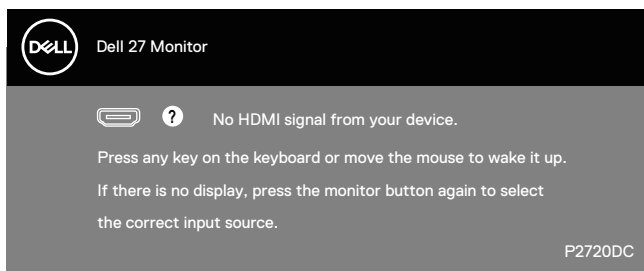 DELL
Dell 27 Monitor
? No HDMI signal from your device.
Press any key on the keyboard or move the mouse to wake it up.
If there is no display, press the monitor button again to select
the correct input source.
P2720DC